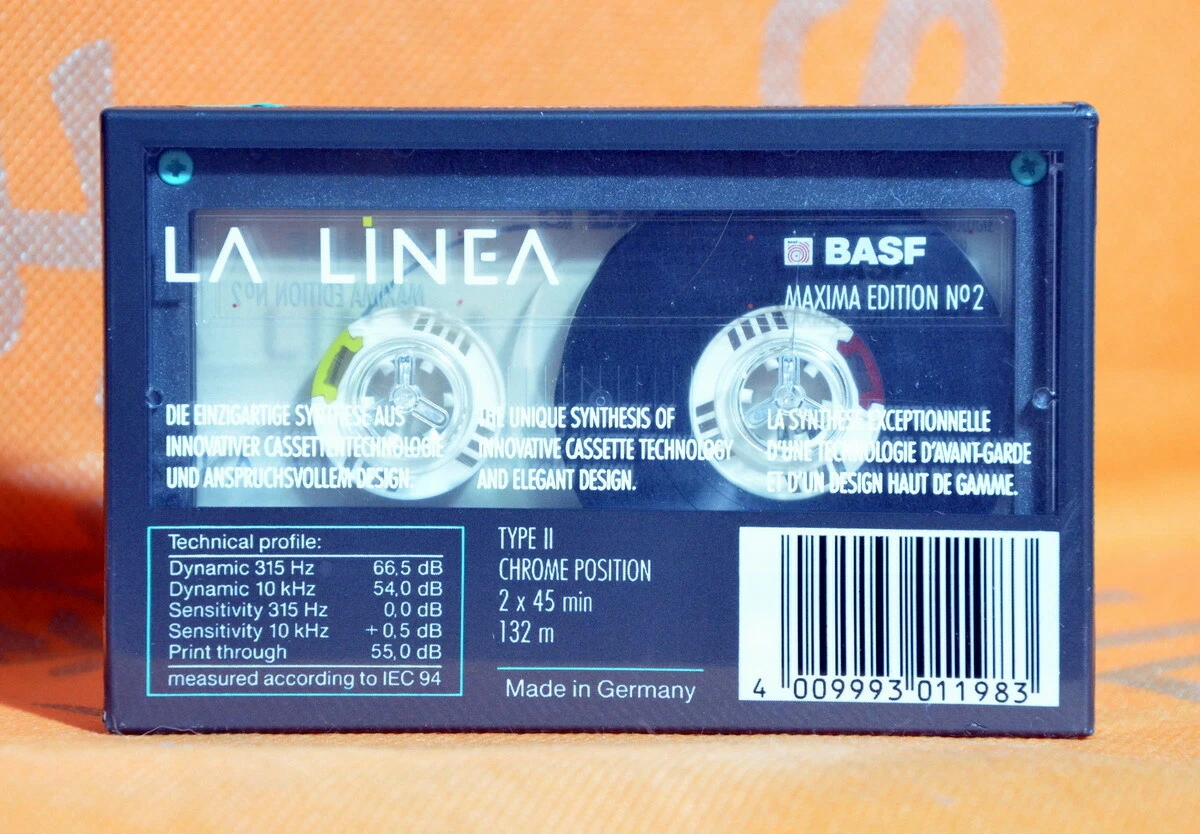 LA LiNEA
BASF
MAXIMA EDITION Nº2
DIE EINZIGARTIGE SYNTHESE AUS
INNOVATIVER CASSETTENTECHNOLOGIE
UND ANSPRUCHSVOLLEM DESIGN.
THE UNIQUE SYNTHESIS OF
INNOVATIVE CASSETTE TECHNOLOGY
AND ELEGANT DESIGN.
LA SYNTHESE EXCEPTIONNELLE
D'UNE TECHNOLOGIE D'AVANT-GARDE
ET D'UN DESIGN HAUT DE GAMME.
Technical profile:
Dynamic 315 Hz 66,5 dB
Dynamic 10 kHz 54,0 dB
Sensitivity 315 Hz 0,0 dB
Sensitivity 10 kHz +0,5 dB
Print through 55,0 dB
measured according to IEC 94
TYPE II
CHROME POSITION
2 x 45 min
132 m
Made in Germany
4 009993 011983